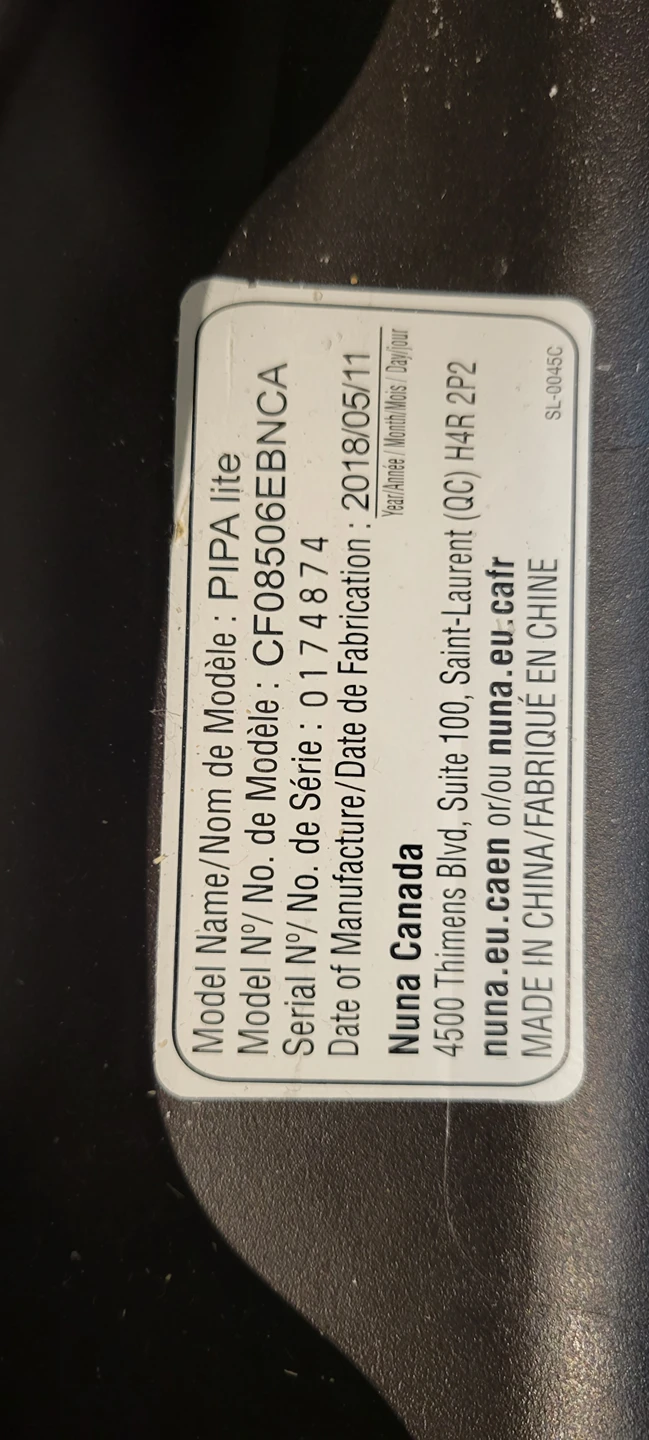 Model Name/Nom de Modèle : PIPA lite
Model Nº/ No. de Modèle : CF08506EBNCA
Serial Nº/ No. de Série : 0174874
Date of Manufacture/Date de Fabrication : 2018/05/11
Year/Année / Month/Mois / Day/jour
Nuna Canada
4500 Thimens Blvd, Suite 100, Saint-Laurent (QC) H4R 2P2
nuna.eu.caen or/ou nuna.eu.cafr
MADE IN CHINA/FABRIQUÉ EN CHINE
SL-0045C